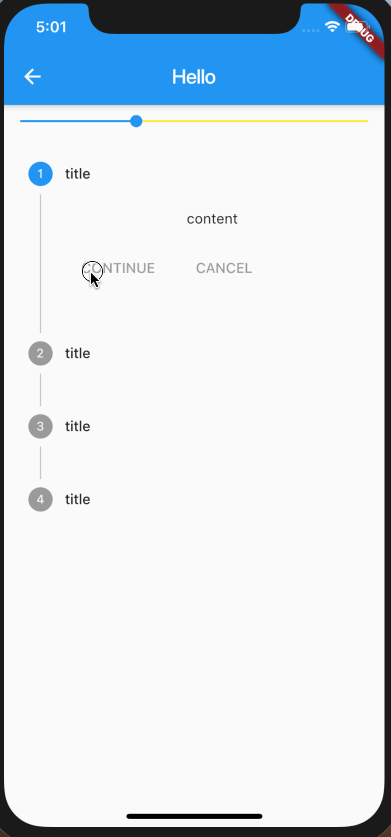 5:01
DEBUG
Hello
1 title
content
CONTINUE CANCEL
2 title
3 title
4 title